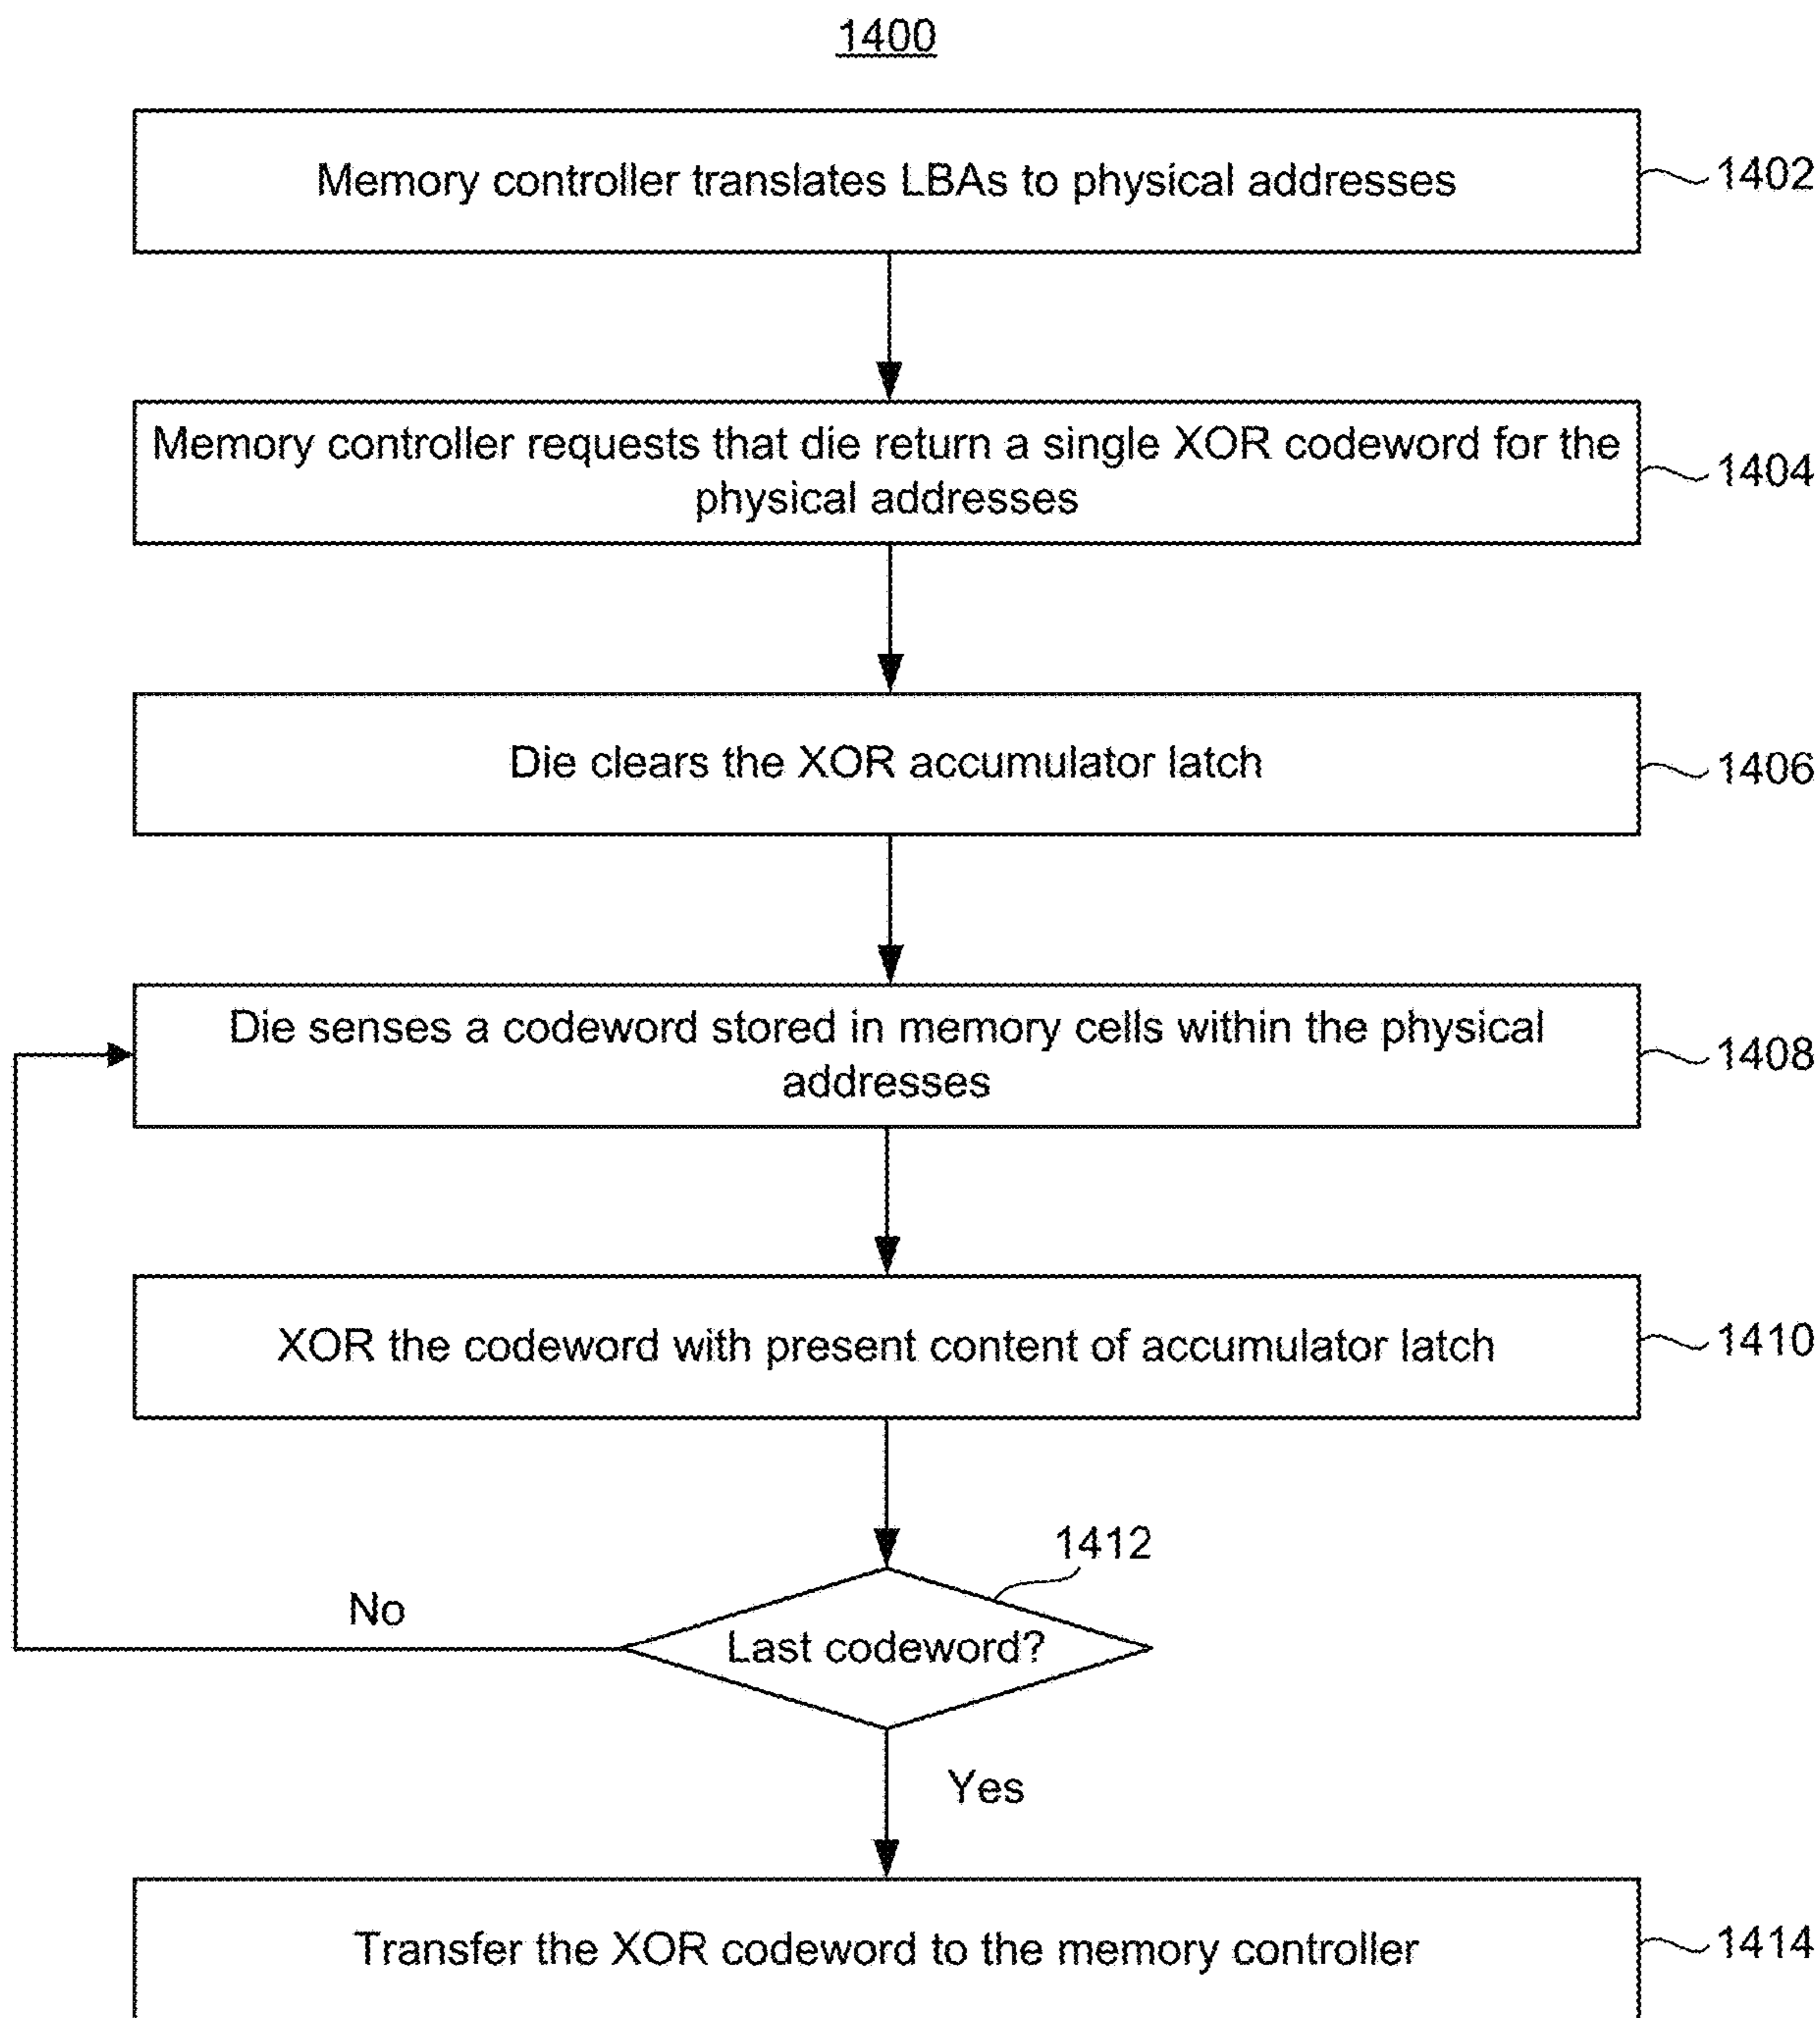 1400
Memory controller translates LBAs to physical addresses
1402
Memory controller requests that die return a single XOR codeword for the
physical addresses
1404
Die clears the XOR accumulator latch
1406
Die senses a codeword stored in memory cells within the physical
addresses
1408
XOR the codeword with present content of accumulator latch
1410
1412
No
Last codeword?
Yes
Transfer the XOR codeword to the memory controller
1414